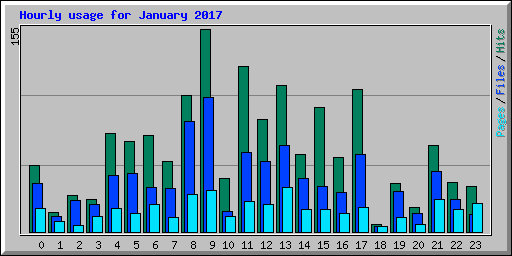 Hourly usage for January 2017
155
Pages/Files/Hits
0 1 2 3 4 5 6 7 8 9 10 11 12 13 14 15 16 17 18 19 20 21 22 23